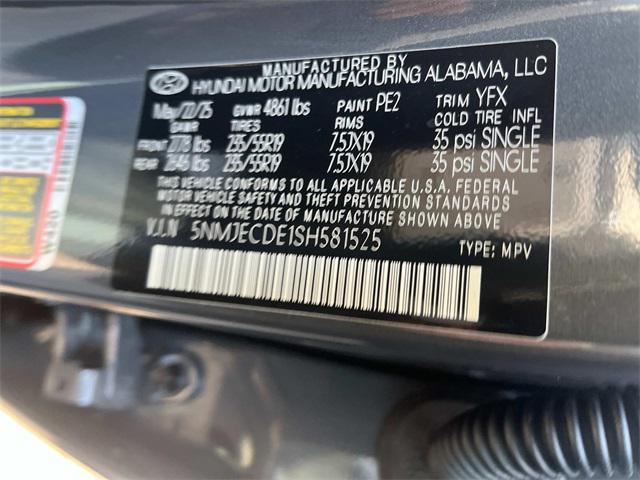 MANUFACTURED BY
HYUNDAI MOTOR MANUFACTURING ALABAMA, LLC
May/22/25 GVWR 4861 lbs PAINT PE2 TRIM YFX
GAWR TIRES RIMS COLD TIRE INFL
FRONT 2778 lbs 235/55R19 7.5JX19 35 psi SINGLE
REAR 2646 lbs 235/55R19 7.5JX19 35 psi SINGLE
THIS VEHICLE CONFORMS TO ALL APPLICABLE U.S.A. FEDERAL
MOTOR VEHICLE SAFETY AND THEFT PREVENTION STANDARDS
IN EFFECT ON THE DATE OF MANUFACTURE SHOWN ABOVE
V.I.N 5NMJECDE1SH581525
TYPE: MPV